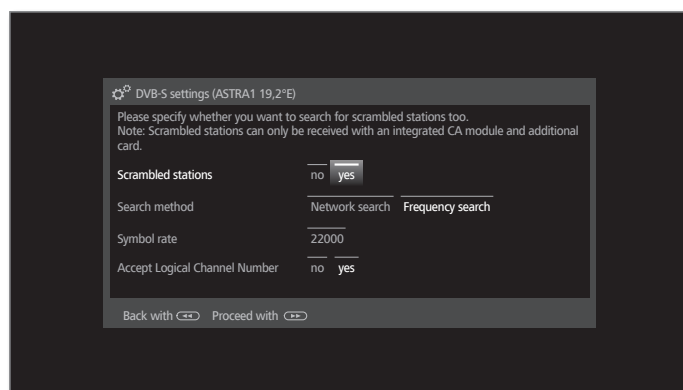 DVB-S settings (ASTRA1 19,2°E)
Please specify whether you want to search for scrambled stations too.
Note: Scrambled stations can only be received with an integrated CA module and additional
card.
Scrambled stations no yes
Search method Network search Frequency search
Symbol rate 22000
Accept Logical Channel Number no yes
Back with Proceed with